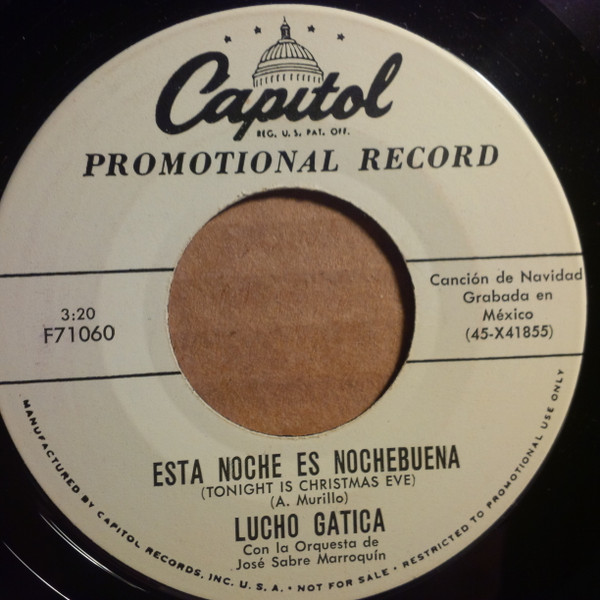 Capitol
REG. U. S. PAT. OFF.
PROMOTIONAL RECORD
3:20
F71060
Canción de Navidad
Grabada en
México
(45-X41855)
ESTA NOCHE ES NOCHEBUENA
(TONIGHT IS CHRISTMAS EVE)
(A. Murillo)
LUCHO GATICA
Con la Orquesta de
José Sabre Marroquín
MANUFACTURED BY CAPITOL RECORDS, INC. U. S. A. • NOT FOR SALE • RESTRICTED TO PROMOTIONAL USE ONLY